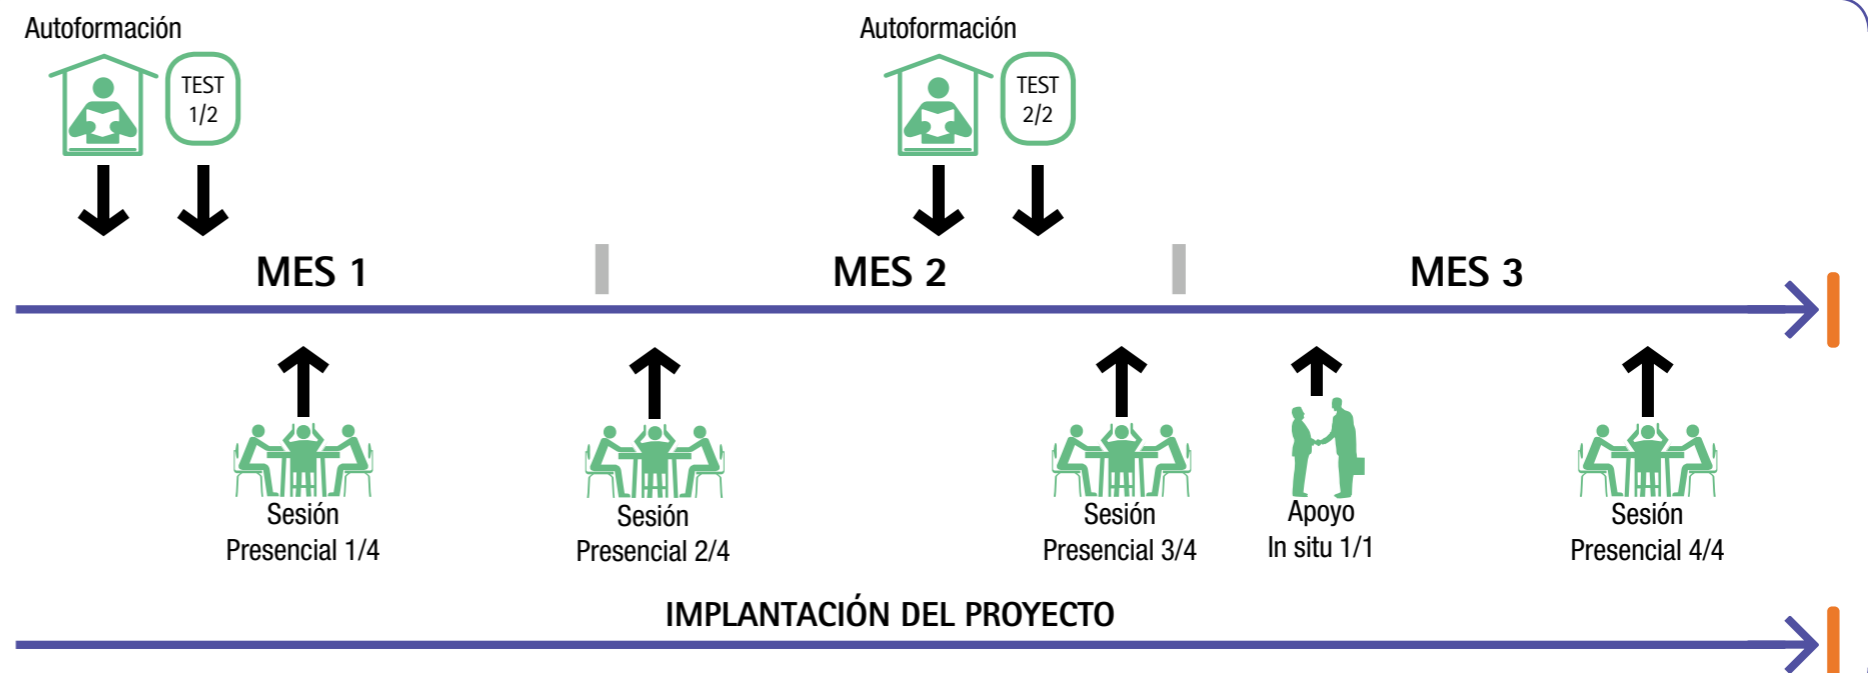 Autoformación
TEST
1/2
Autoformación
TEST
2/2
MES 1
MES 2
MES 3
Sesión
Presencial 1/4
Sesión
Presencial 2/4
Sesión
Presencial 3/4
Apoyo
In situ 1/1
Sesión
Presencial 4/4
IMPLANTACIÓN DEL PROYECTO